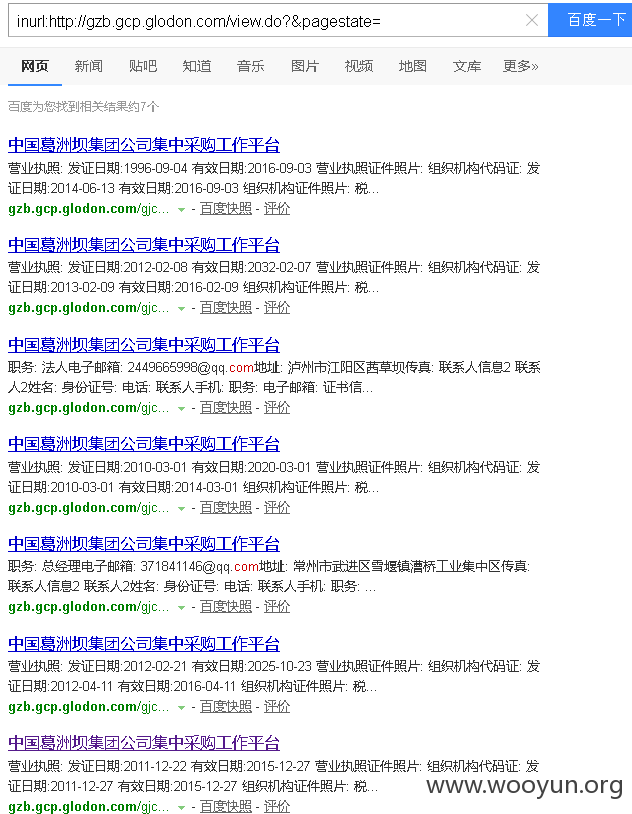 inurl:http://gzb.gcp.glodon.com/view.do?&pagestate= 百度一下
网页 新闻 贴吧 知道 音乐 图片 视频 地图 文库 更多»
百度为您找到相关结果约7个
中国葛洲坝集团公司集中采购工作平台
营业执照: 发证日期:1996-09-04 有效日期:2016-09-03 营业执照证件照片: 组织机构代码证: 发
证日期:2014-06-13 有效日期:2016-09-03 组织机构证件照片: 税...
gzb.gcp.glodon.com/gjc... - 百度快照 - 评价
中国葛洲坝集团公司集中采购工作平台
营业执照: 发证日期:2012-02-08 有效日期:2032-02-07 营业执照证件照片: 组织机构代码证: 发
证日期:2013-02-09 有效日期:2016-02-09 组织机构证件照片: 税...
gzb.gcp.glodon.com/gjc... - 百度快照 - 评价
中国葛洲坝集团公司集中采购工作平台
职务: 法人电子邮箱: 2449665998@qq.com地址: 泸州市江阳区茜草坝传真: 联系人信息2 联系
人2姓名: 身份证号: 电话: 联系人手机: 职务: 电子邮箱: 证书信...
gzb.gcp.glodon.com/gjc... - 百度快照 - 评价
中国葛洲坝集团公司集中采购工作平台
营业执照: 发证日期:2010-03-01 有效日期:2020-03-01 营业执照证件照片: 组织机构代码证: 发
证日期:2010-03-01 有效日期:2014-03-01 组织机构证件照片: 税...
gzb.gcp.glodon.com/gjc... - 百度快照 - 评价
中国葛洲坝集团公司集中采购工作平台
职务: 总经理电子邮箱: 371841146@qq.com地址: 常州市武进区雪堰镇漕桥工业集中区传真:
联系人信息2 联系人2姓名: 身份证号: 电话: 联系人手机: 职务: ...
gzb.gcp.glodon.com/gjc... - 百度快照 - 评价
中国葛洲坝集团公司集中采购工作平台
营业执照: 发证日期:2012-02-21 有效日期:2025-10-23 营业执照证件照片: 组织机构代码证: 发
证日期:2012-04-11 有效日期:2016-04-11 组织机构证件照片: 税...
gzb.gcp.glodon.com/gjc... - 百度快照 - 评价
中国葛洲坝集团公司集中采购工作平台
营业执照: 发证日期:2011-12-22 有效日期:2015-12-27 营业执照证件照片: 组织机构代码证: 发
证日期:2011-12-27 有效日期:2015-12-27 组织机构证件照片: 税...
www.wooyun.org
gzb.gcp.glodon.com/gjc... - 百度快照 - 评价